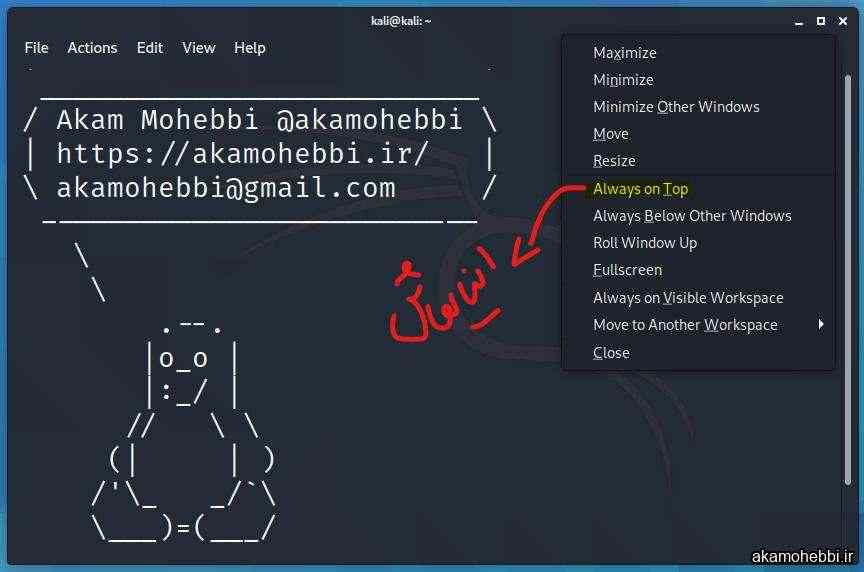 kali@kali: ~
File Actions Edit View Help
Akam Mohebbi @akamohebbi
https://akamohebbi.ir/
akamohebbi@gmail.com
Maximize
Minimize
Minimize Other Windows
Move
Resize
Always on Top
Always Below Other Windows
Roll Window Up
Fullscreen
Always on Visible Workspace
Move to Another Workspace
Close
akamohebbi.ir